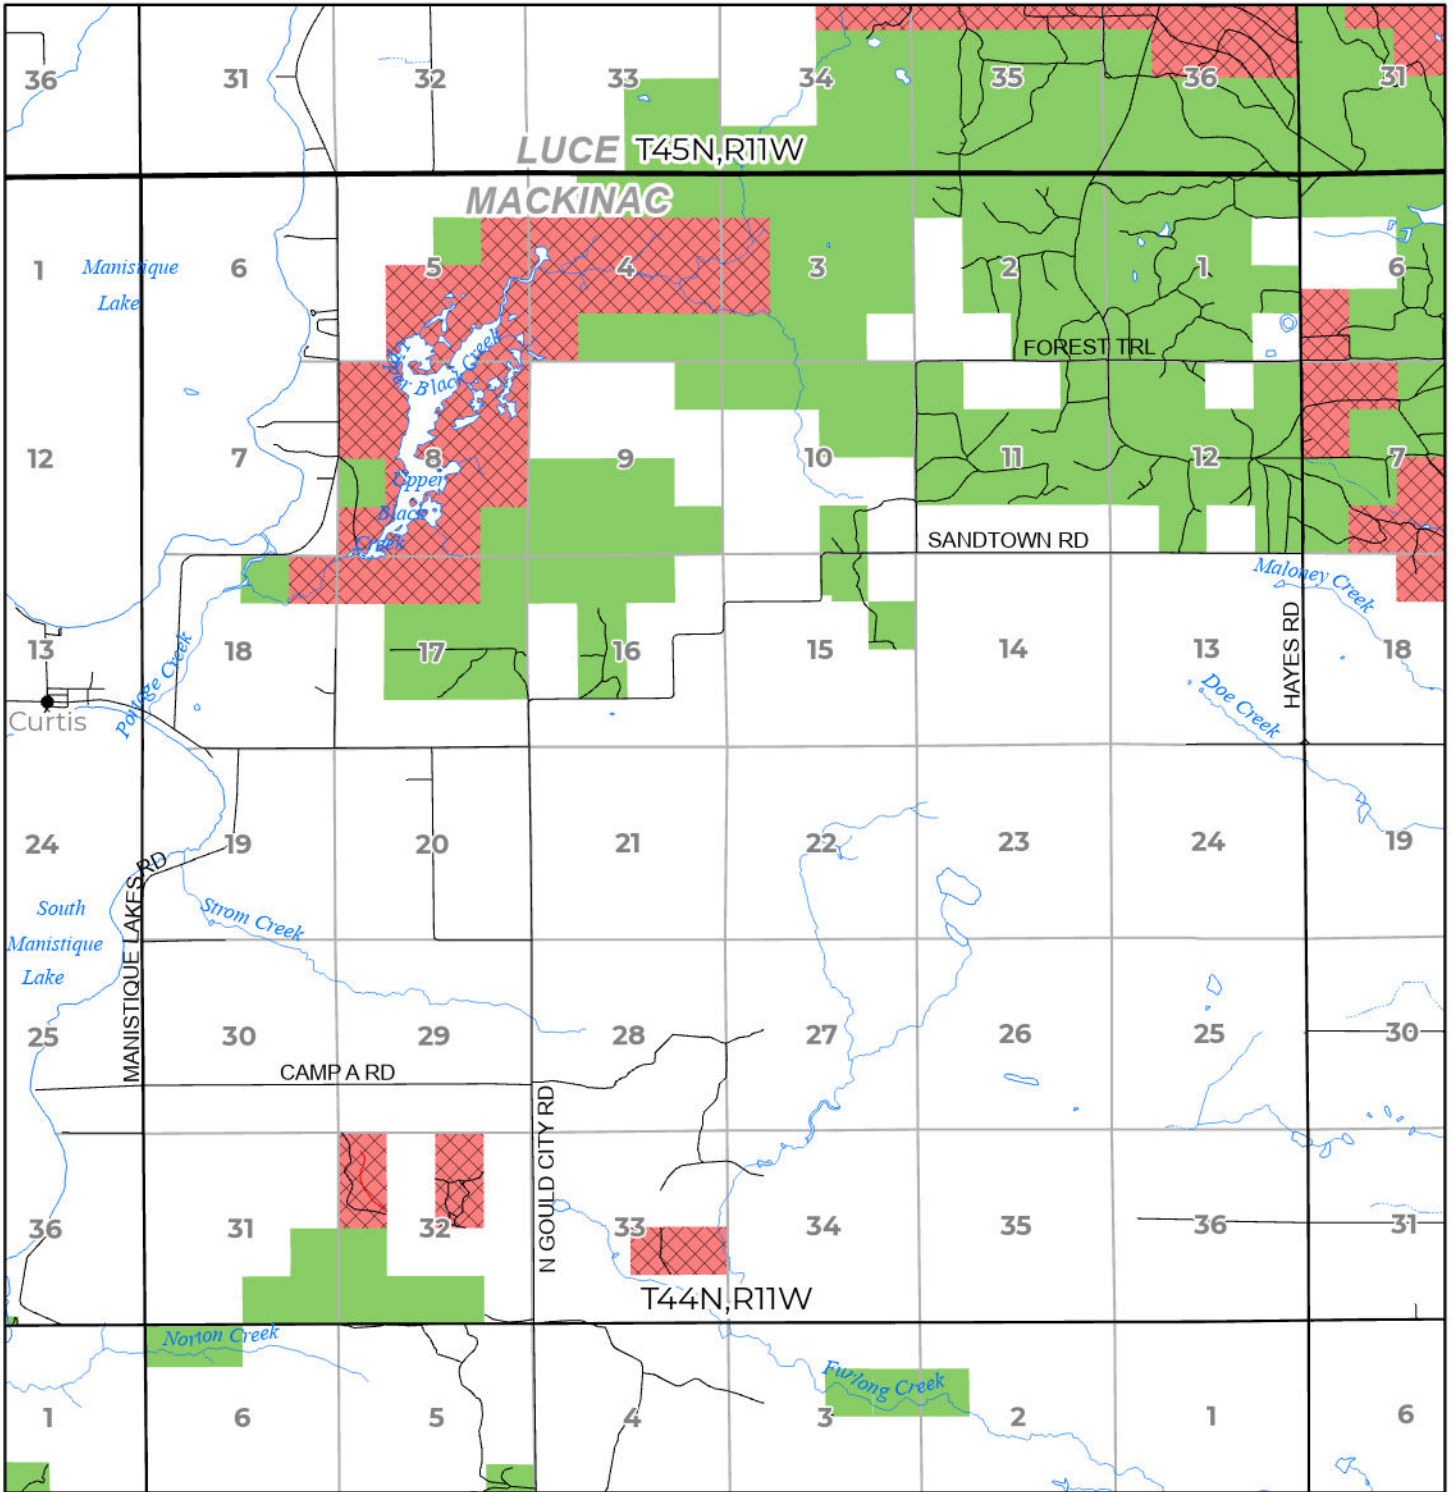 36 31 32 33 34 35 36 31
LUCE T45N,R11W
MACKINAC
1 Manistique Lake 6 5 4 3 2 1 6
FOREST TRL
Upper Black Creek
12 7 8 9 10 11 12 7
Upper
Black
Creek
SANDTOWN RD
Maloney Creek
HAYES RD
13 18 17 16 15 14 13 18
Portage Creek
Doe Creek
Curtis
24 19 20 21 22 23 24 19
MANISTIQUE LAKES RD
South
Manistique
Lake
Strom Creek
25 30 29 28 27 26 25 30
CAMP A RD
N GOULD CITY RD
36 31 32 33 34 35 36 31
T44N,R11W
Norton Creek
Furlong Creek
1 6 5 4 3 2 1 6